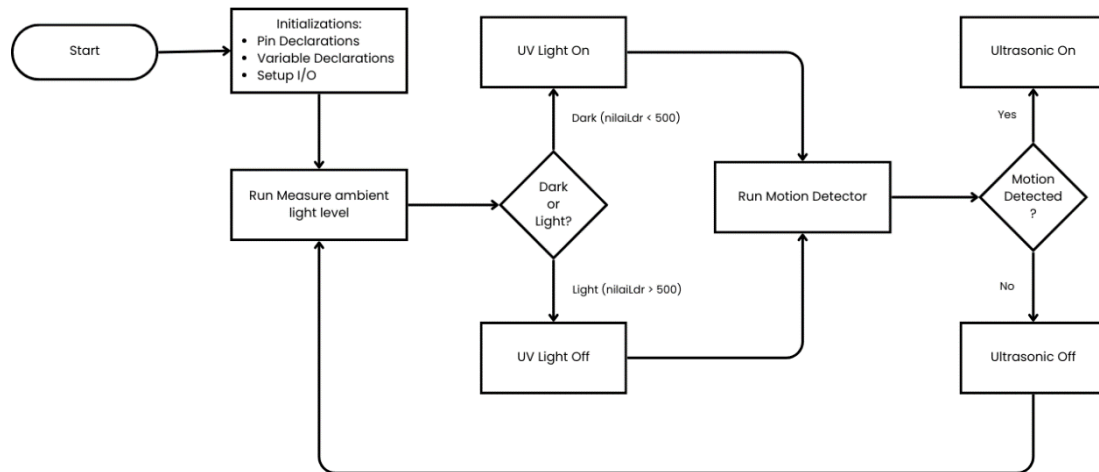 Start
Initializations:
• Pin Declarations
• Variable Declarations
• Setup I/O
Run Measure ambient
light level
Dark
or
Light?
Dark (nilaiLdr < 500)
UV Light On
Light (nilaiLdr > 500)
UV Light Off
Run Motion Detector
Motion
Detected
?
Yes
Ultrasonic On
No
Ultrasonic Off